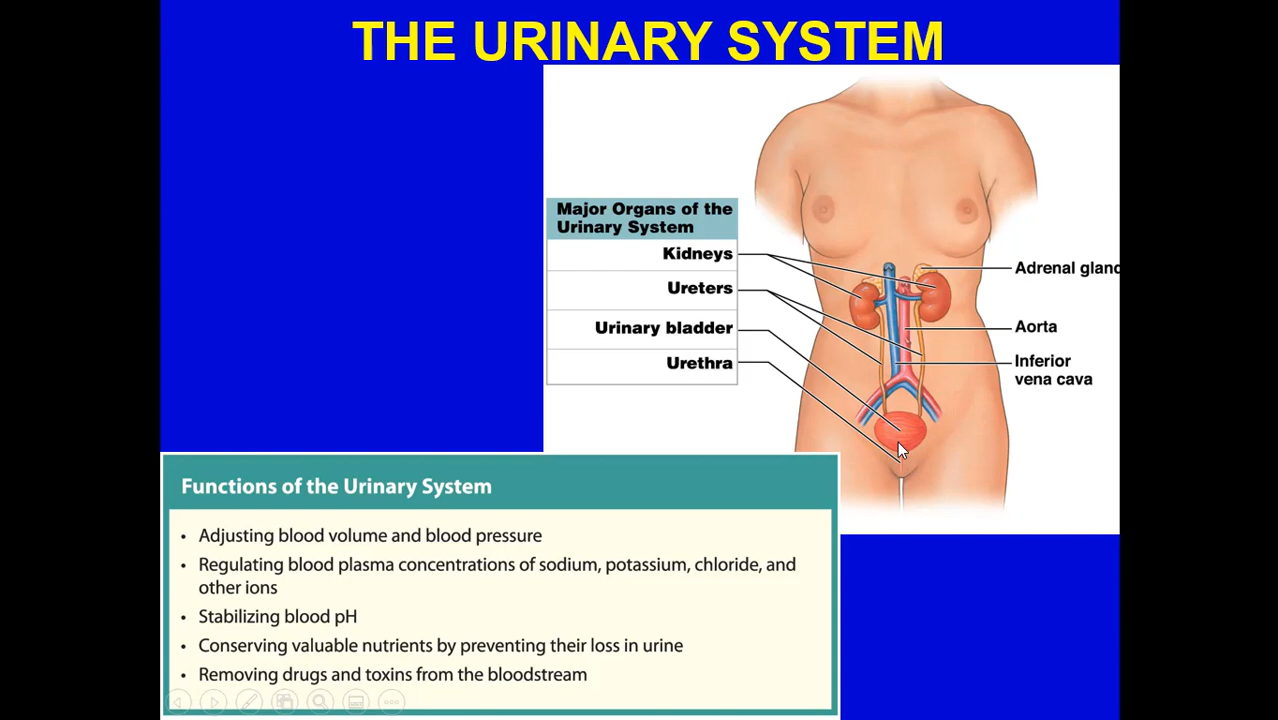 THE URINARY SYSTEM
Major Organs of the
Urinary System
Kidneys
Ureters
Urinary bladder
Urethra
Adrenal gland
Aorta
Inferior
vena cava
Functions of the Urinary System
• Adjusting blood volume and blood pressure
• Regulating blood plasma concentrations of sodium, potassium, chloride, and
other ions
• Stabilizing blood pH
• Conserving valuable nutrients by preventing their loss in urine
• Removing drugs and toxins from the bloodstream